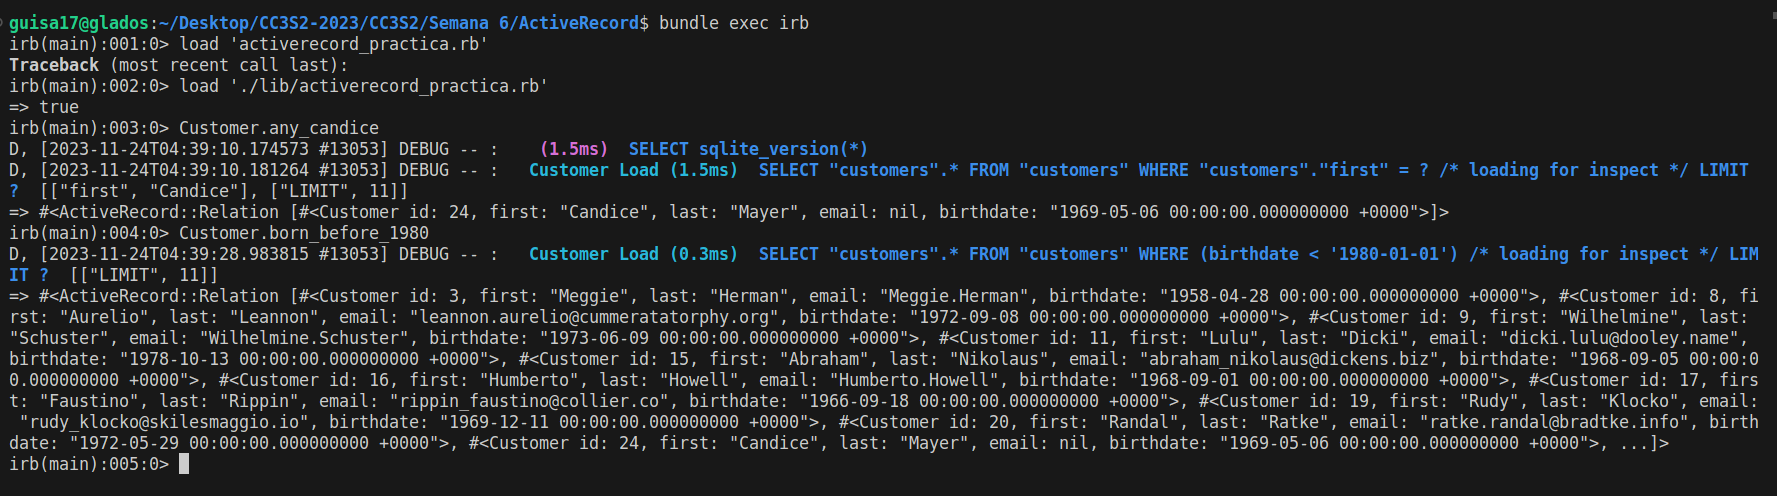 guisa17@glados:~/Desktop/CC3S2-2023/CC3S2/Semana 6/ActiveRecord$ bundle exec irb
irb(main):001:0> load 'activerecord_practica.rb'
Traceback (most recent call last):
irb(main):002:0> load './lib/activerecord_practica.rb'
=> true
irb(main):003:0> Customer.any_candice
D, [2023-11-24T04:39:10.174573 #13053] DEBUG -- :    (1.5ms)  SELECT sqlite_version(*)
D, [2023-11-24T04:39:10.181264 #13053] DEBUG -- :   Customer Load (1.5ms)  SELECT "customers".* FROM "customers" WHERE "customers"."first" = ? /* loading for inspect */ LIMIT
?  [["first", "Candice"], ["LIMIT", 11]]
=> #<ActiveRecord::Relation [#<Customer id: 24, first: "Candice", last: "Mayer", email: nil, birthdate: "1969-05-06 00:00:00.000000000 +0000">]>
irb(main):004:0> Customer.born_before_1980
D, [2023-11-24T04:39:28.983815 #13053] DEBUG -- :   Customer Load (0.3ms)  SELECT "customers".* FROM "customers" WHERE (birthdate < '1980-01-01') /* loading for inspect */ LIM
IT ?  [["LIMIT", 11]]
=> #<ActiveRecord::Relation [#<Customer id: 3, first: "Meggie", last: "Herman", email: "Meggie.Herman", birthdate: "1958-04-28 00:00:00.000000000 +0000">, #<Customer id: 8, fi
rst: "Aurelio", last: "Leannon", email: "leannon.aurelio@cummeratatorphy.org", birthdate: "1972-09-08 00:00:00.000000000 +0000">, #<Customer id: 9, first: "Wilhelmine", last:
"Schuster", email: "Wilhelmine.Schuster", birthdate: "1973-06-09 00:00:00.000000000 +0000">, #<Customer id: 11, first: "Lulu", last: "Dicki", email: "dicki.lulu@dooley.name",
birthdate: "1978-10-13 00:00:00.000000000 +0000">, #<Customer id: 15, first: "Abraham", last: "Nikolaus", email: "abraham_nikolaus@dickens.biz", birthdate: "1968-09-05 00:00:0
0.000000000 +0000">, #<Customer id: 16, first: "Humberto", last: "Howell", email: "Humberto.Howell", birthdate: "1968-09-01 00:00:00.000000000 +0000">, #<Customer id: 17, firs
t: "Faustino", last: "Rippin", email: "rippin_faustino@collier.co", birthdate: "1966-09-18 00:00:00.000000000 +0000">, #<Customer id: 19, first: "Rudy", last: "Klocko", email:
 "rudy_klocko@skilesmaggio.io", birthdate: "1969-12-11 00:00:00.000000000 +0000">, #<Customer id: 20, first: "Randal", last: "Ratke", email: "ratke.randal@bradtke.info", birth
date: "1972-05-29 00:00:00.000000000 +0000">, #<Customer id: 24, first: "Candice", last: "Mayer", email: nil, birthdate: "1969-05-06 00:00:00.000000000 +0000">, ...]>
irb(main):005:0>